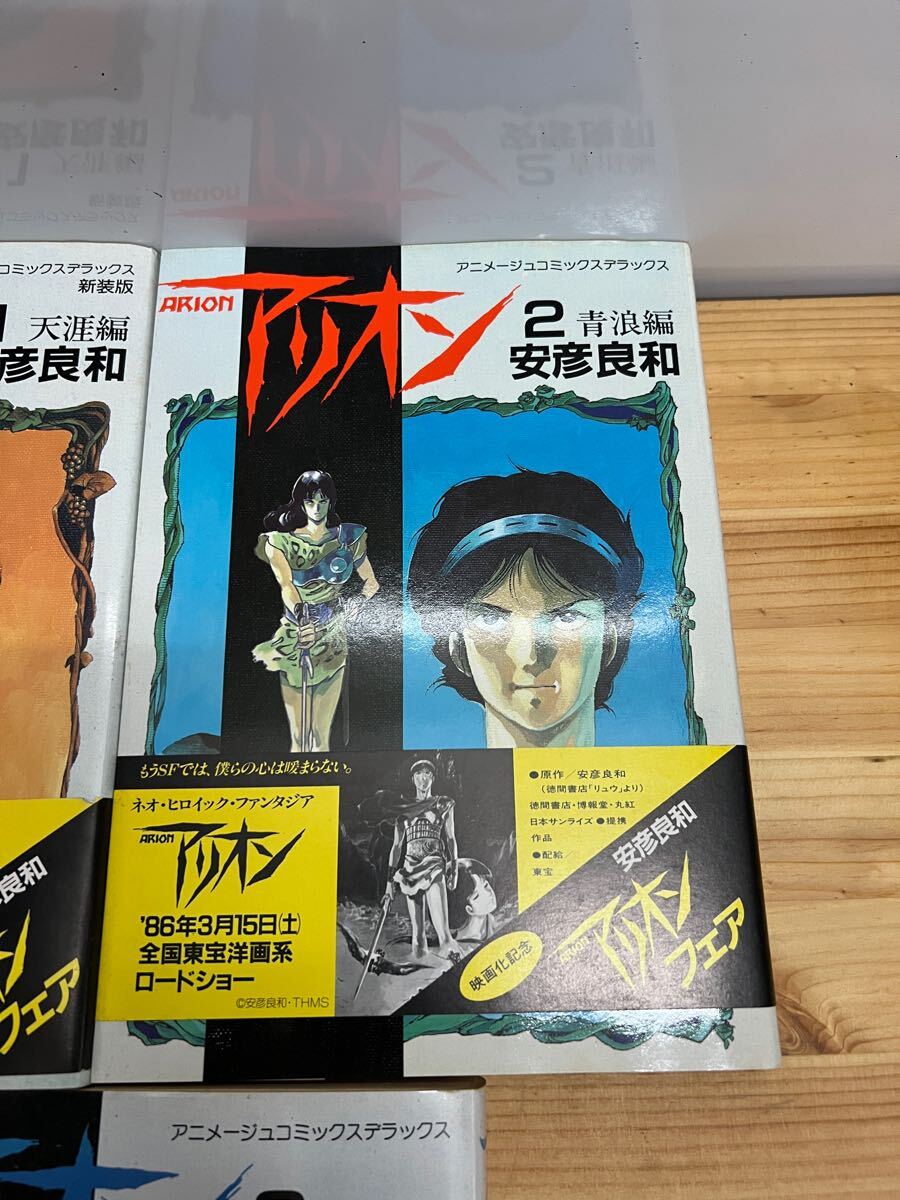 コミックスデラックス
新装版
1 天涯編
彦良和
良和
フェア
アニメージュコミックスデラックス
ARION
アリオン
2 青浪編
安彦良和
もうSFでは、僕らの心は暖まらない。
ネオ・ヒロイック・ファンタジア
ARION
アリオン
'86年3月15日(土)
全国東宝洋画系
ロードショー
©安彦良和・THMS
●原作/安彦良和
(徳間書店「リュウ」より)
徳間書店・博報堂・丸紅
日本サンライズ●提携
作品
●配給/
東宝
映画化記念
安彦良和
ARION
アリオン
フェア
アニメージュコミックスデラックス